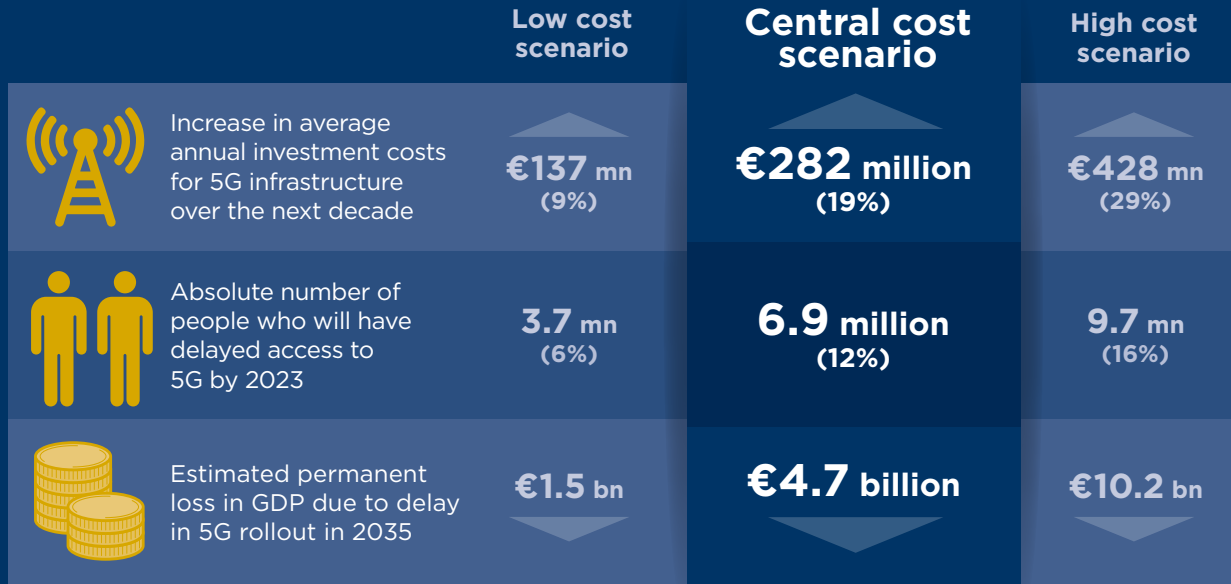 Low cost
scenario
Central cost
scenario
High cost
scenario
Increase in average
annual investment costs
for 5G infrastructure
over the next decade
€137 mn
(9%)
€282 million
(19%)
€428 mn
(29%)
Absolute number of
people who will have
delayed access to
5G by 2023
3.7 mn
(6%)
6.9 million
(12%)
9.7 mn
(16%)
Estimated permanent
loss in GDP due to delay
in 5G rollout in 2035
€1.5 bn
€4.7 billion
€10.2 bn